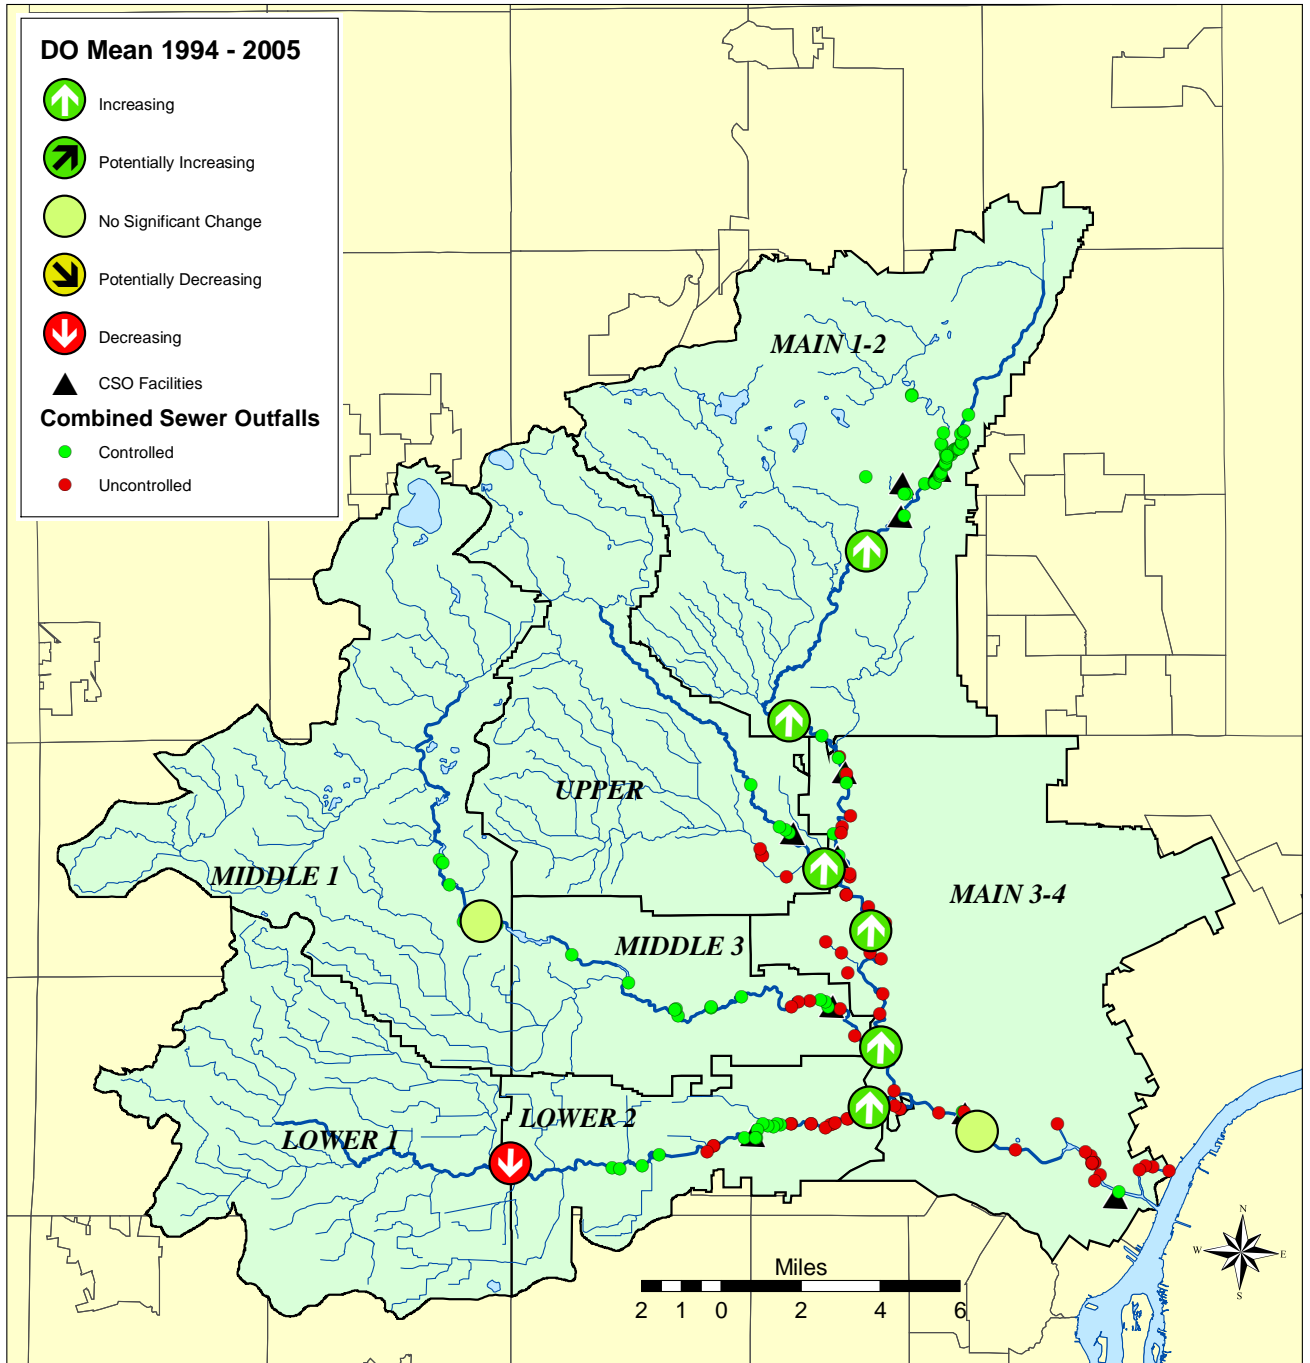 DO Mean 1994 - 2005
Increasing
Potentially Increasing
No Significant Change
Potentially Decreasing
Decreasing
CSO Facilities
Combined Sewer Outfalls
Controlled
Uncontrolled
MAIN 1-2
UPPER
MIDDLE 1
MAIN 3-4
MIDDLE 3
LOWER 2
LOWER 1
Miles
2 1 0 2 4 6
N
W E
S